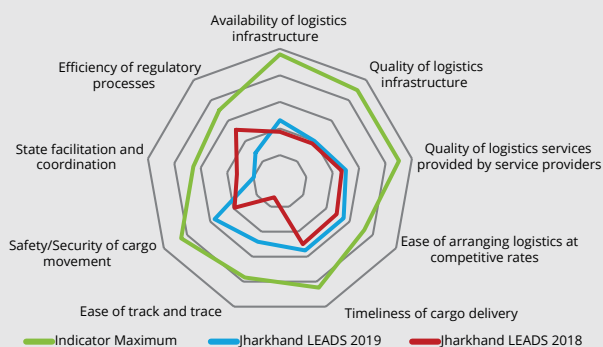 Availability of logistics
infrastructure
Efficiency of regulatory
processes
Quality of logistics
infrastructure
State facilitation and
coordination
Quality of logistics services
provided by service providers
Safety/Security of cargo
movement
Ease of arranging logistics at
competitive rates
Ease of track and trace
Timeliness of cargo delivery
Indicator Maximum
Jharkhand LEADS 2019
Jharkhand LEADS 2018